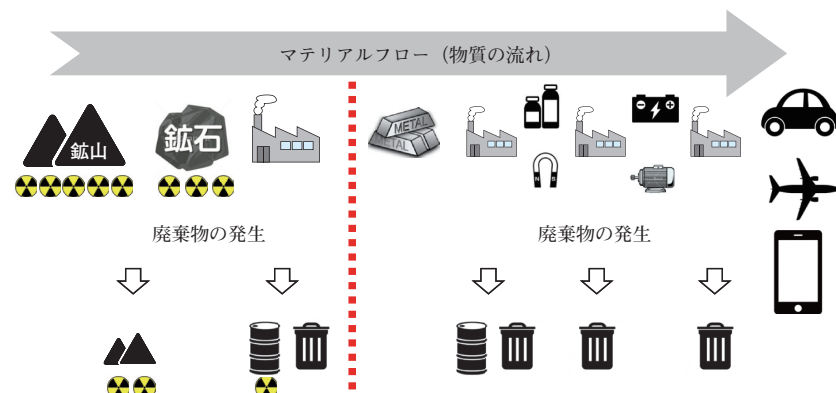 マテリアルフロー（物質の流れ）
鉱山
鉱石
METAL
METAL
N S
廃棄物の発生
廃棄物の発生